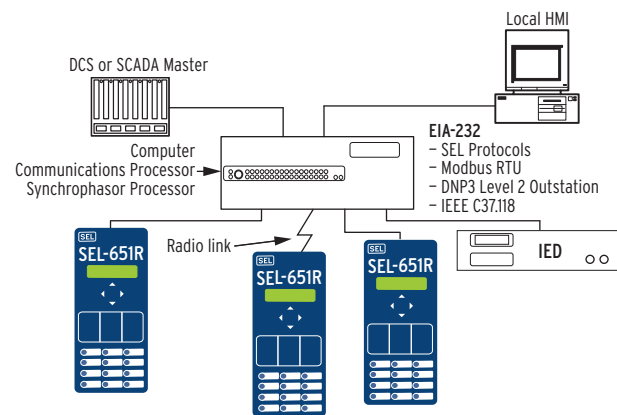 Local HMI
DCS or SCADA Master
EIA-232
– SEL Protocols
– Modbus RTU
– DNP3 Level 2 Outstation
– IEEE C37.118
Computer
Communications Processor
Synchrophasor Processor
Radio link
SEL
SEL-651R
SEL
SEL-651R
SEL
SEL-651R
IED